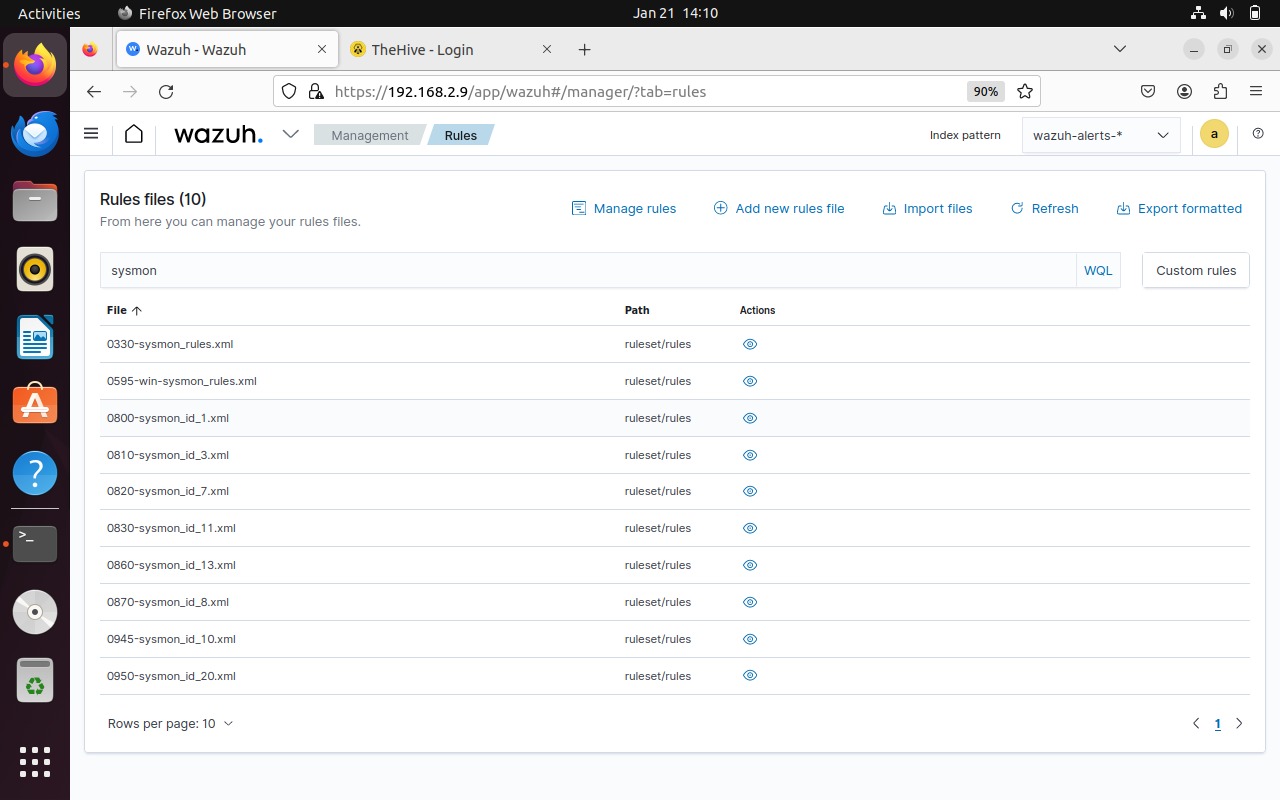 Activities Firefox Web Browser Jan 21 14:10
Wazuh - Wazuh TheHive - Login
https://192.168.2.9/app/wazuh#/manager/?tab=rules 90%
wazuh. Management Rules Index pattern wazuh-alerts-* a
Rules files (10)
From here you can manage your rules files.
Manage rules Add new rules file Import files Refresh Export formatted
sysmon WQL Custom rules
File Path Actions
0330-sysmon_rules.xml ruleset/rules
0595-win-sysmon_rules.xml ruleset/rules
0800-sysmon_id_1.xml ruleset/rules
0810-sysmon_id_3.xml ruleset/rules
0820-sysmon_id_7.xml ruleset/rules
0830-sysmon_id_11.xml ruleset/rules
0860-sysmon_id_13.xml ruleset/rules
0870-sysmon_id_8.xml ruleset/rules
0945-sysmon_id_10.xml ruleset/rules
0950-sysmon_id_20.xml ruleset/rules
Rows per page: 10 1